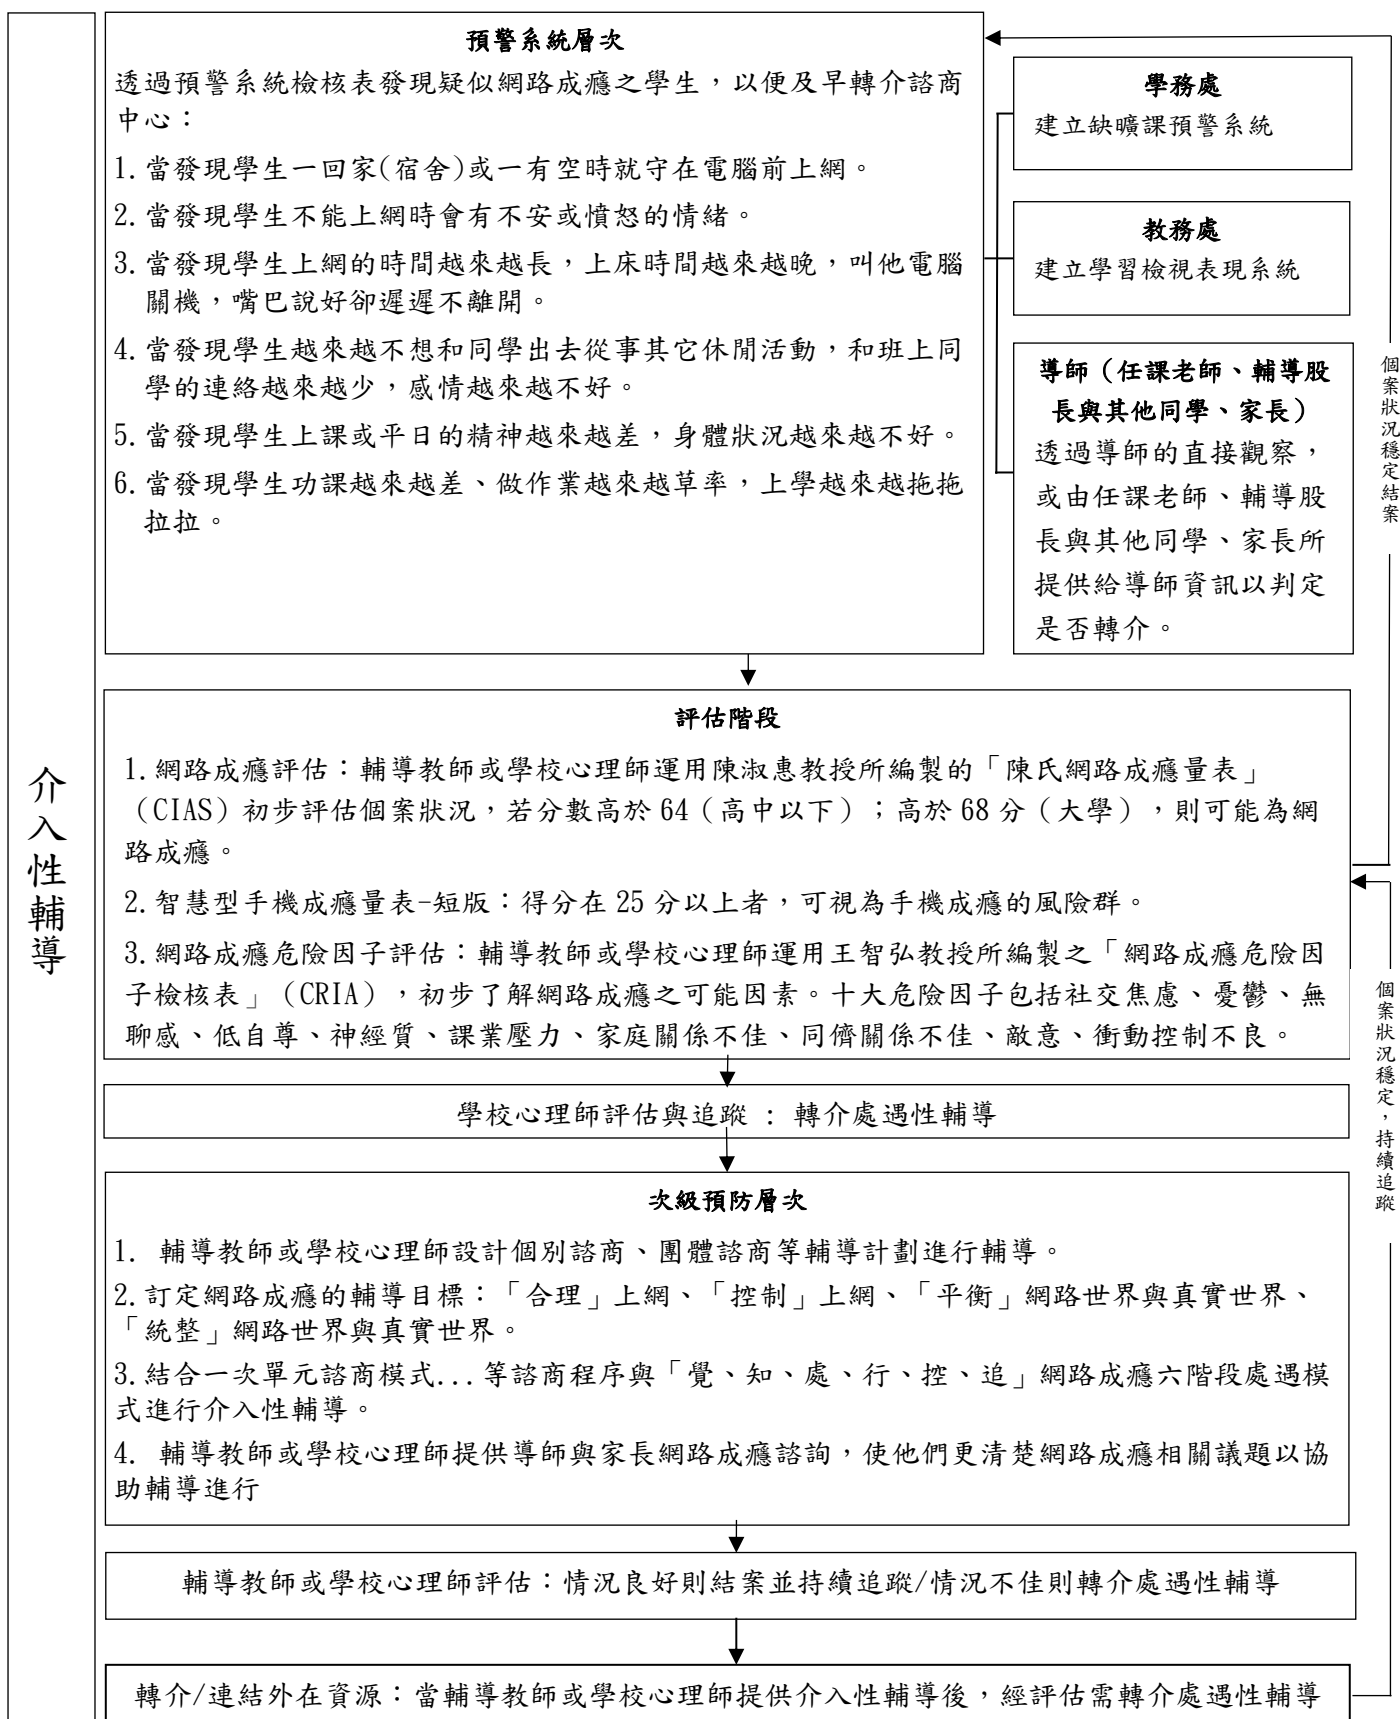 介入性輔導
預警系統層次
透過預警系統檢核表發現疑似網路成癮之學生，以便及早轉介諮商
中心：
1.當發現學生一回家(宿舍)或一有空時就守在電腦前上網。
2.當發現學生不能上網時會有不安或憤怒的情緒。
3.當發現學生上網的時間越來越長，上床時間越來越晚，叫他電腦
關機，嘴巴說好卻遲遲不離開。
4.當發現學生越來越不想和同學出去從事其它休閒活動，和班上同
學的連絡越來越少，感情越來越不好。
5.當發現學生上課或平日的精神越來越差，身體狀況越來越不好。
6.當發現學生功課越來越差、做作業越來越草率，上學越來越拖拖
拉拉。
學務處
建立缺曠課預警系統
教務處
建立學習檢視表現系統
導師（任課老師、輔導股
長與其他同學、家長）
透過導師的直接觀察，
或由任課老師、輔導股
長與其他同學、家長所
提供給導師資訊以判定
是否轉介。
個案狀況穩定結案
評估階段
1.網路成癮評估：輔導教師或學校心理師運用陳淑惠教授所編製的「陳氏網路成癮量表」
（CIAS）初步評估個案狀況，若分數高於 64（高中以下）；高於 68 分（大學），則可能為網
路成癮。
2.智慧型手機成癮量表-短版：得分在 25 分以上者，可視為手機成癮的風險群。
3.網路成癮危險因子評估：輔導教師或學校心理師運用王智弘教授所編製之「網路成癮危險因
子檢核表」（CRIA），初步了解網路成癮之可能因素。十大危險因子包括社交焦慮、憂鬱、無
聊感、低自尊、神經質、課業壓力、家庭關係不佳、同儕關係不佳、敵意、衝動控制不良。
個案狀況穩定，持續追蹤
學校心理師評估與追蹤 : 轉介處遇性輔導
次級預防層次
1. 輔導教師或學校心理師設計個別諮商、團體諮商等輔導計劃進行輔導。
2.訂定網路成癮的輔導目標：「合理」上網、「控制」上網、「平衡」網路世界與真實世界、
「統整」網路世界與真實世界。
3.結合一次單元諮商模式...等諮商程序與「覺、知、處、行、控、追」網路成癮六階段處遇模
式進行介入性輔導。
4. 輔導教師或學校心理師提供導師與家長網路成癮諮詢，使他們更清楚網路成癮相關議題以協
助輔導進行
輔導教師或學校心理師評估：情況良好則結案並持續追蹤/情況不佳則轉介處遇性輔導
轉介/連結外在資源：當輔導教師或學校心理師提供介入性輔導後，經評估需轉介處遇性輔導